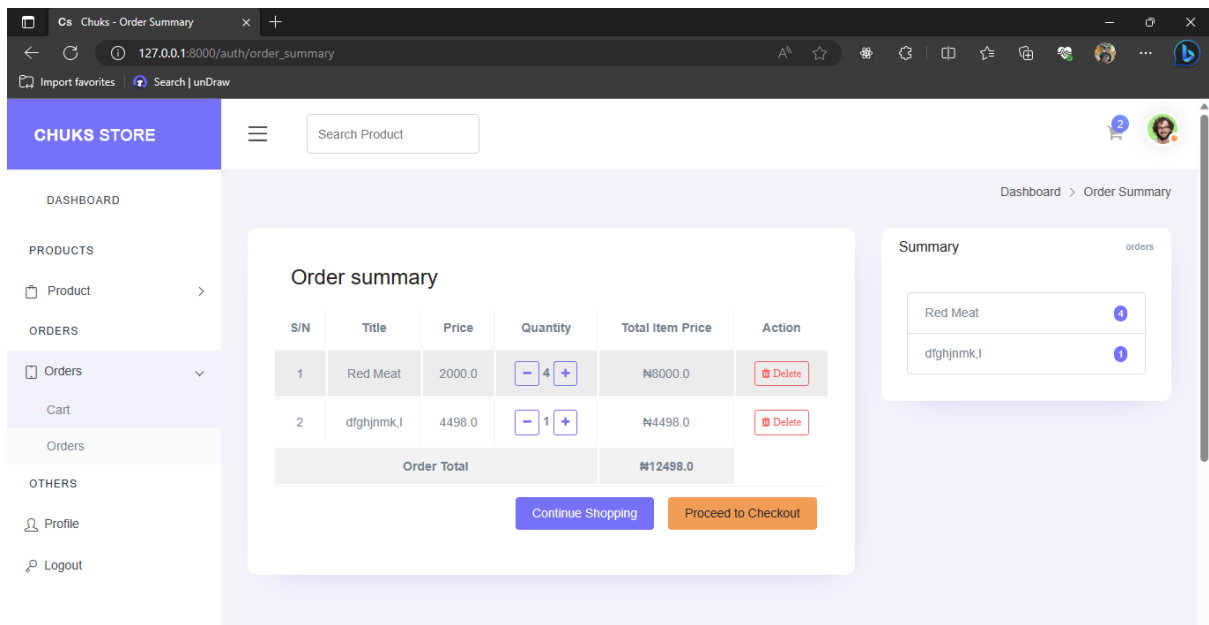 Cs Chuks - Order Summary
127.0.0.1:8000/auth/order_summary
Import favorites Search | unDraw
CHUKS STORE
Search Product
2
DASHBOARD
Dashboard > Order Summary
PRODUCTS
Product
ORDERS
Orders
Cart
Orders
OTHERS
Profile
Logout
Order summary
S/N Title Price Quantity Total Item Price Action
1 Red Meat 2000.0 − 4 + ₦8000.0 Delete
2 dfghjnmk,l 4498.0 − 1 + ₦4498.0 Delete
Order Total ₦12498.0
Continue Shopping Proceed to Checkout
Summary orders
Red Meat 4
dfghjnmk,l 1